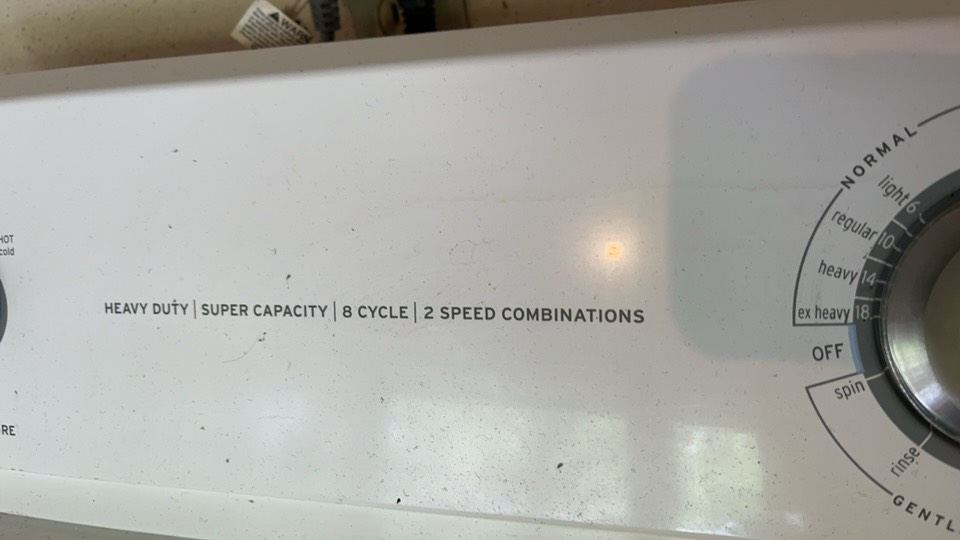 HOT
cold
HEAVY DUTY | SUPER CAPACITY | 8 CYCLE | 2 SPEED COMBINATIONS
NORMAL
light 6
regular 10
heavy 14
ex heavy 18
OFF
spin
rinse
GENTL
RE